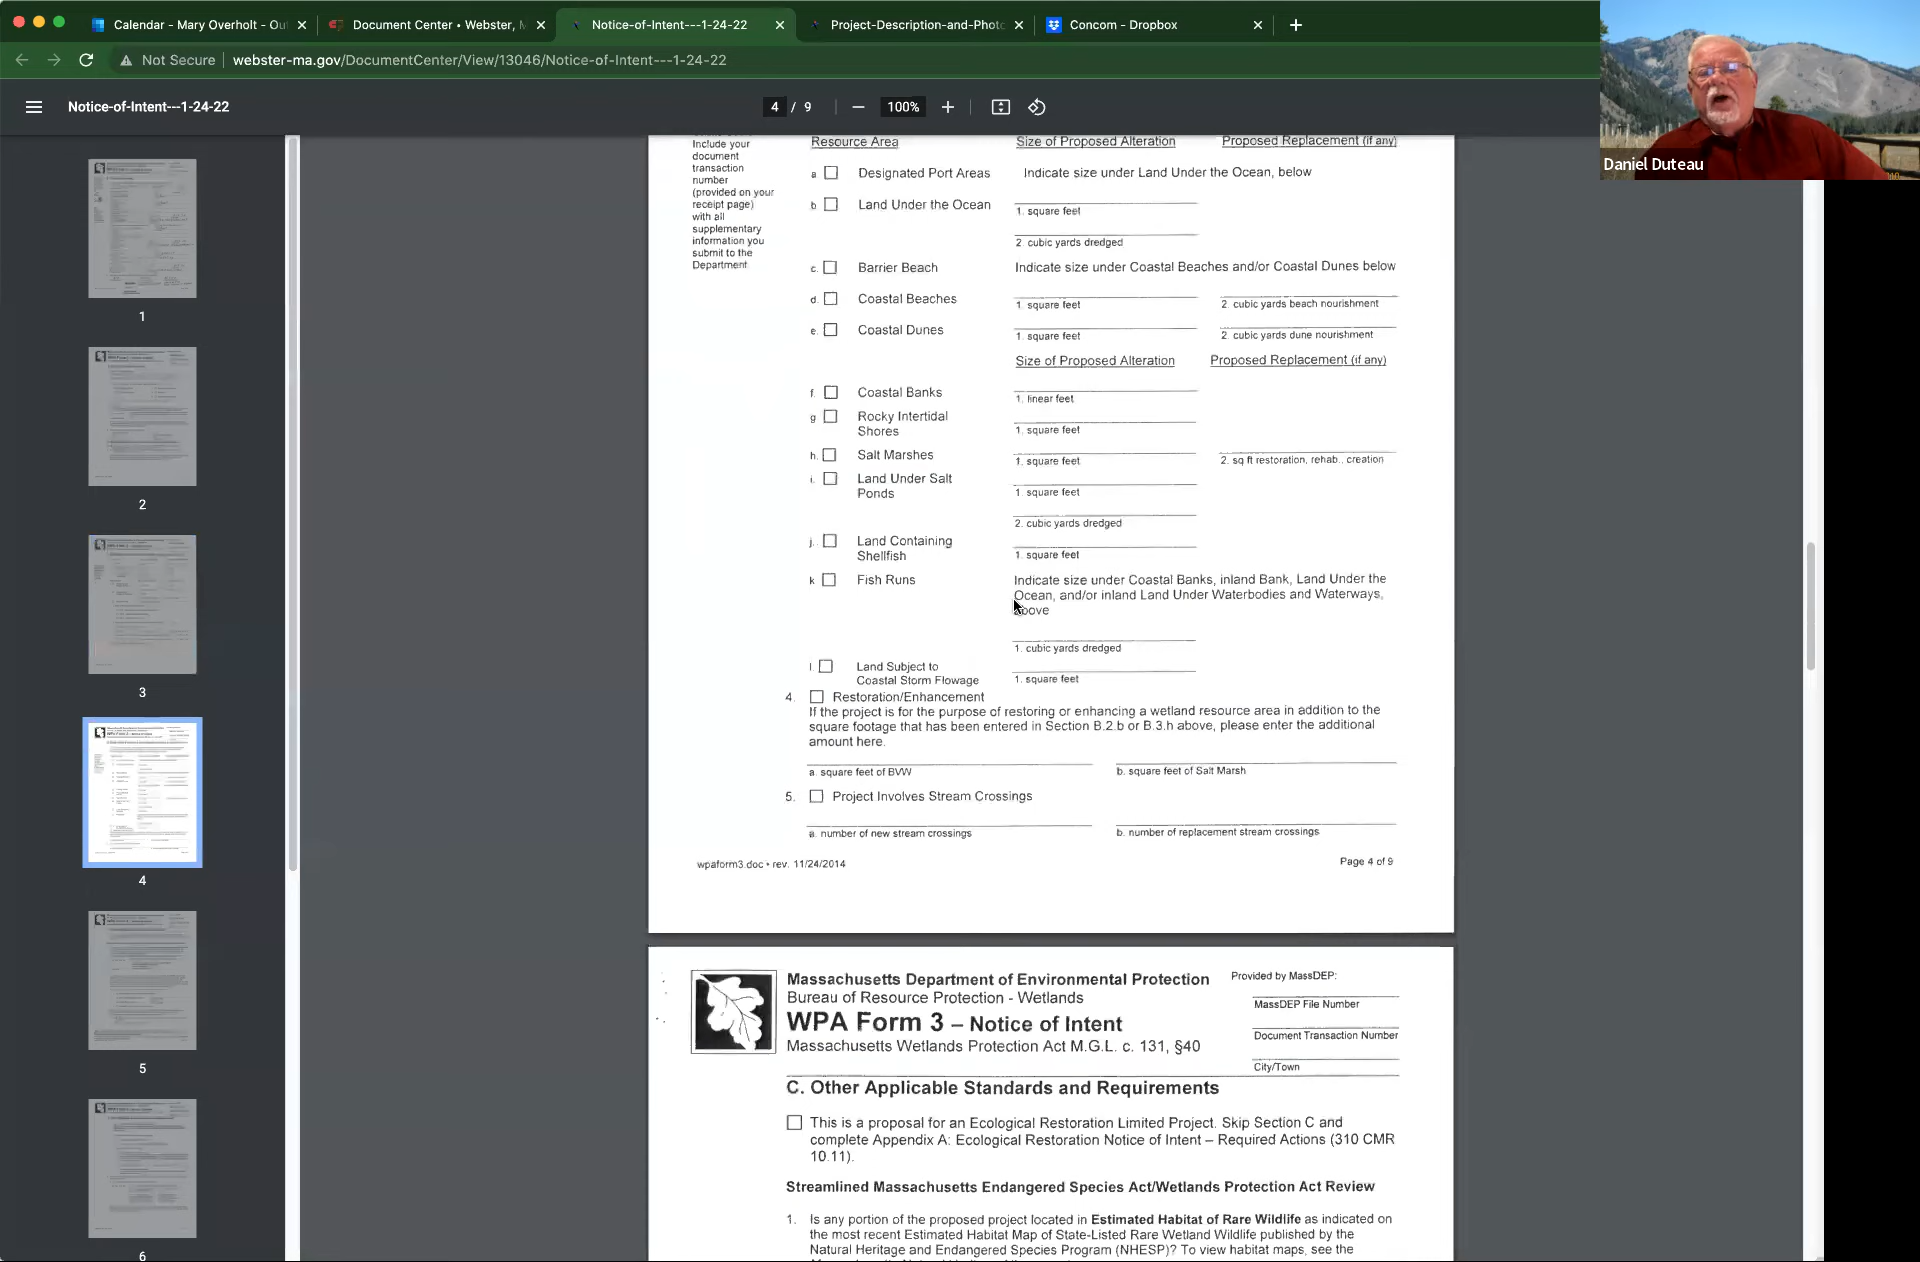 Calendar - Mary Overholt - Ou
Document Center • Webster, M
Notice-of-Intent---1-24-22
Project-Description-and-Photo
Concom - Dropbox
Not Secure
webster-ma.gov/DocumentCenter/View/13046/Notice-of-Intent---1-24-22
Notice-of-Intent---1-24-22
4 / 9
100%
Daniel Duteau
1
2
3
4
5
6
Include your
document
transaction
number
(provided on your
receipt page)
with all
supplementary
information you
submit to the
Department.
Resource Area Size of Proposed Alteration Proposed Replacement (if any)
a Designated Port Areas Indicate size under Land Under the Ocean, below
b Land Under the Ocean
1. square feet
2. cubic yards dredged
c. Barrier Beach Indicate size under Coastal Beaches and/or Coastal Dunes below
d. Coastal Beaches
1. square feet 2. cubic yards beach nourishment
e. Coastal Dunes
1. square feet 2. cubic yards dune nourishment
Size of Proposed Alteration Proposed Replacement (if any)
f. Coastal Banks
1. linear feet
g Rocky Intertidal
Shores
1. square feet
h. Salt Marshes
1. square feet 2. sq ft restoration, rehab., creation
i. Land Under Salt
Ponds
1. square feet
2. cubic yards dredged
j. Land Containing
Shellfish
1. square feet
k Fish Runs Indicate size under Coastal Banks, inland Bank, Land Under the
Ocean, and/or inland Land Under Waterbodies and Waterways,
above
1. cubic yards dredged
l. Land Subject to
Coastal Storm Flowage
1. square feet
4. Restoration/Enhancement
If the project is for the purpose of restoring or enhancing a wetland resource area in addition to the
square footage that has been entered in Section B.2.b or B.3.h above, please enter the additional
amount here.
a. square feet of BVW b. square feet of Salt Marsh
5. Project Involves Stream Crossings
a. number of new stream crossings b. number of replacement stream crossings
wpaform3.doc • rev. 11/24/2014 Page 4 of 9
Massachusetts Department of Environmental Protection
Bureau of Resource Protection - Wetlands
WPA Form 3 – Notice of Intent
Massachusetts Wetlands Protection Act M.G.L. c. 131, §40
Provided by MassDEP:
MassDEP File Number
Document Transaction Number
City/Town
C. Other Applicable Standards and Requirements
This is a proposal for an Ecological Restoration Limited Project. Skip Section C and
complete Appendix A: Ecological Restoration Notice of Intent – Required Actions (310 CMR
10.11).
Streamlined Massachusetts Endangered Species Act/Wetlands Protection Act Review
1. Is any portion of the proposed project located in Estimated Habitat of Rare Wildlife as indicated on
the most recent Estimated Habitat Map of State-Listed Rare Wetland Wildlife published by the
Natural Heritage and Endangered Species Program (NHESP)? To view habitat maps, see the